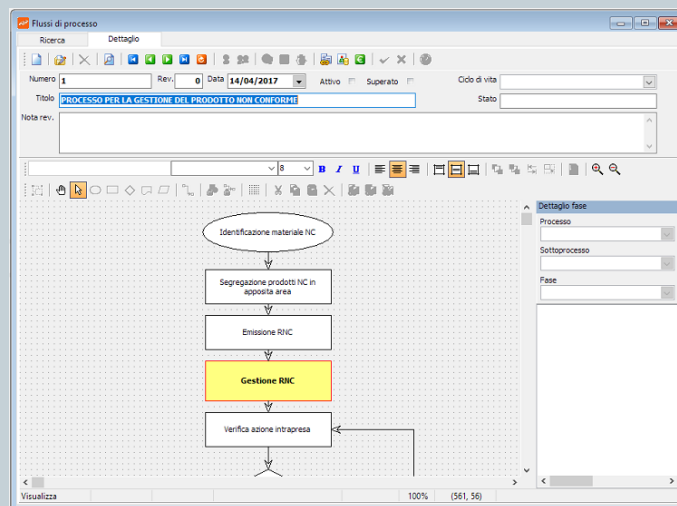 Flussi di processo
Ricerca Dettaglio
Numero 1 Rev. 0 Data 14/04/2017 Attivo Superato Ciclo di vita
Titolo PROCESSO PER LA GESTIONE DEL PRODOTTO NON CONFORME Stato
Nota rev.
8 B I U
Dettaglio fase
Processo
Sottoprocesso
Fase
Identificazione materiale NC
Segregazione prodotti NC in
apposita area
Emissione RNC
Gestione RNC
Verifica azione intrapresa
Visualizza 100% (561, 56)